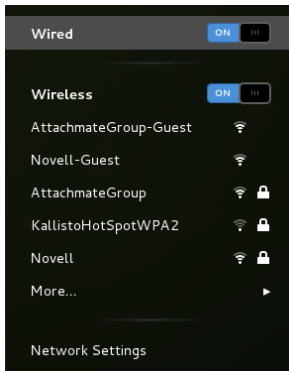 Wired ON
Wireless ON
AttachmateGroup-Guest
Novell-Guest
AttachmateGroup
KallistoHotSpotWPA2
Novell
More...
Network Settings